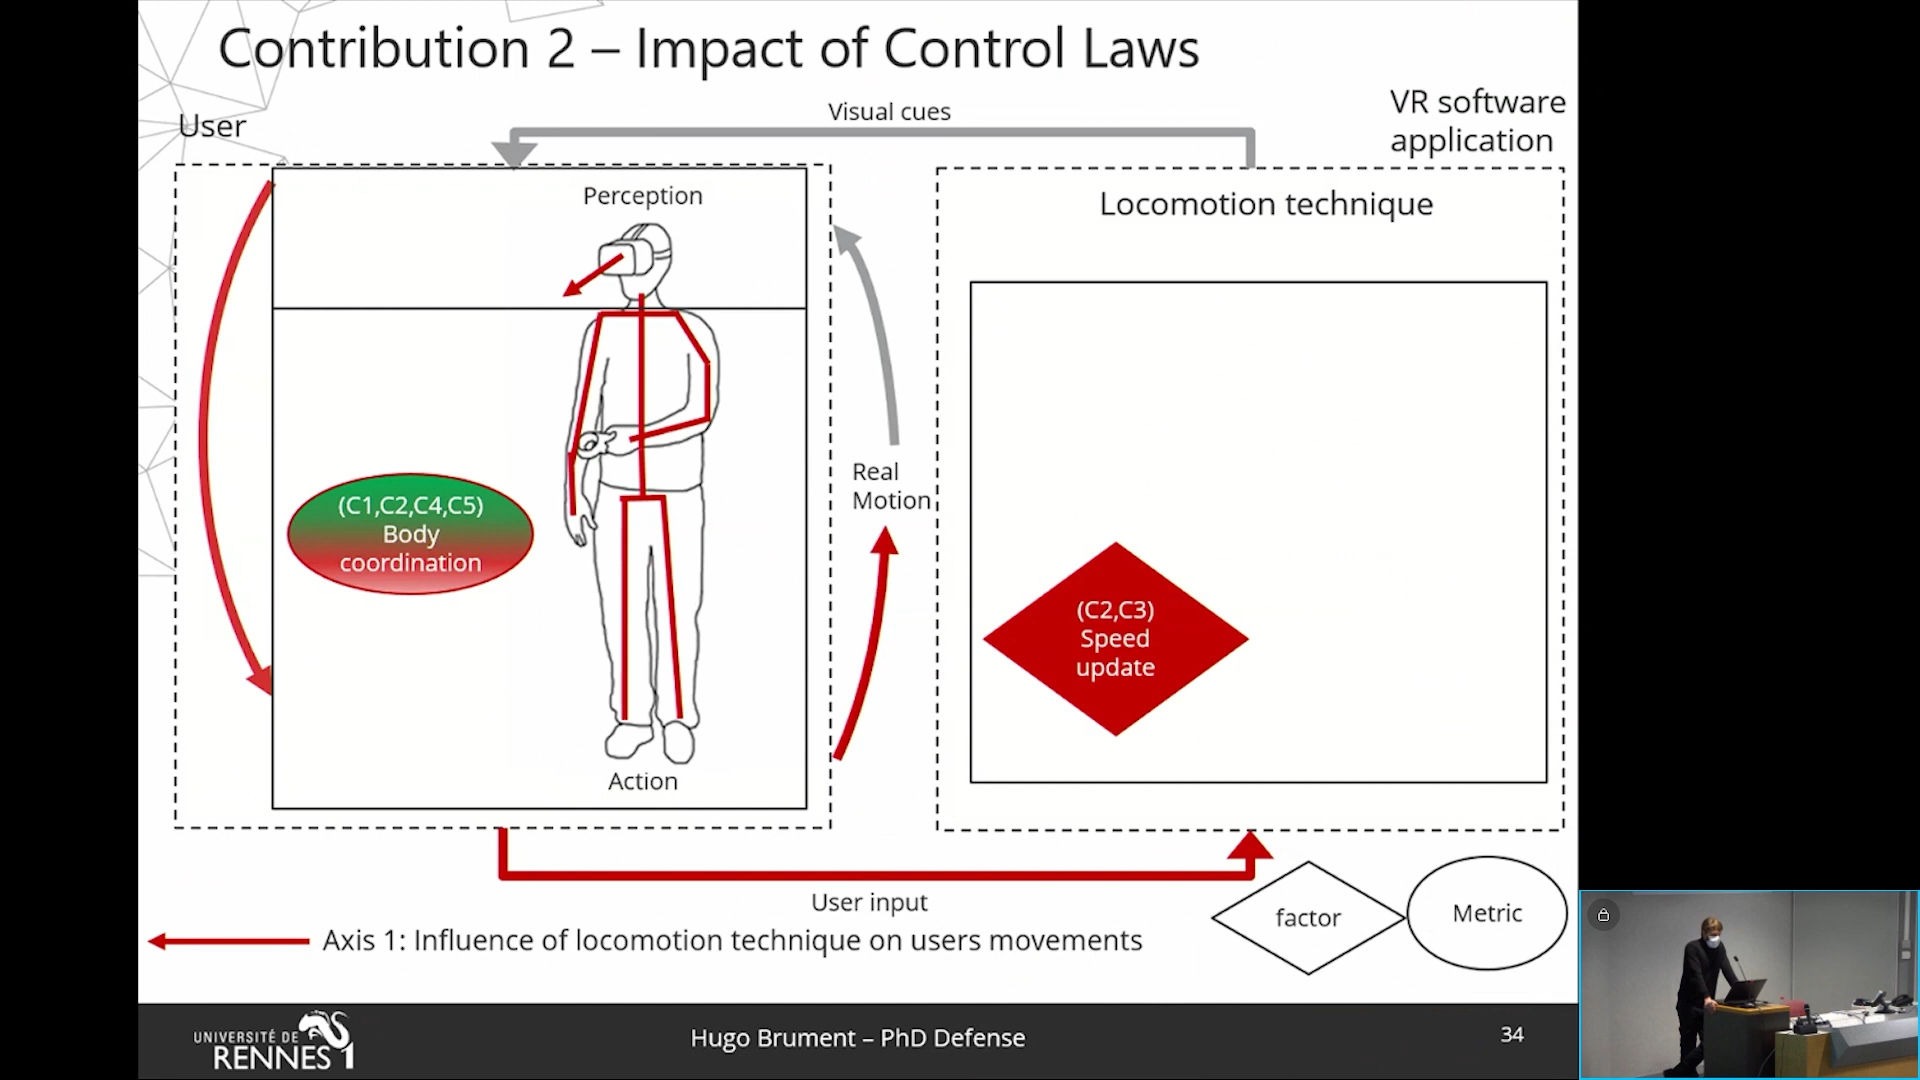 Contribution 2 – Impact of Control Laws
User
Visual cues
VR software
application
Perception
Locomotion technique
Real
Motion
(C1,C2,C4,C5)
Body
coordination
(C2,C3)
Speed
update
Action
User input
factor
Metric
Axis 1: Influence of locomotion technique on users movements
UNIVERSITÉ DE
RENNES 1
Hugo Brument – PhD Defense
34